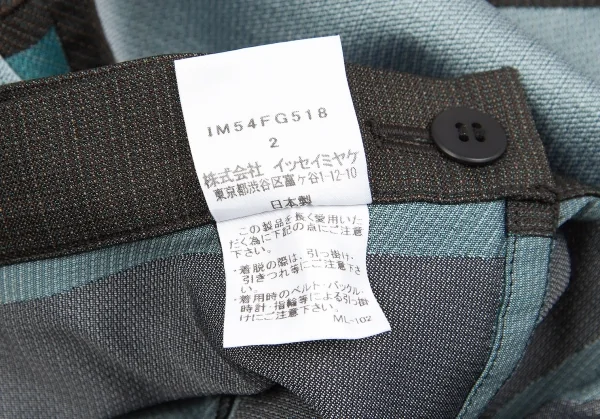 IM54FG518
2
株式会社 イッセイミヤケ
東京都渋谷区富ヶ谷1-12-10
日本製
この製品を長く愛用いた
だく為に下記の点にご注意下さ
い。
・着脱の際は、引っ掛け・
引きつれ等にご注意下さ
い。
・着用時のベルト・バックル・
時計・指輪等による引っ掛
けにご注意下さい。
ML-102